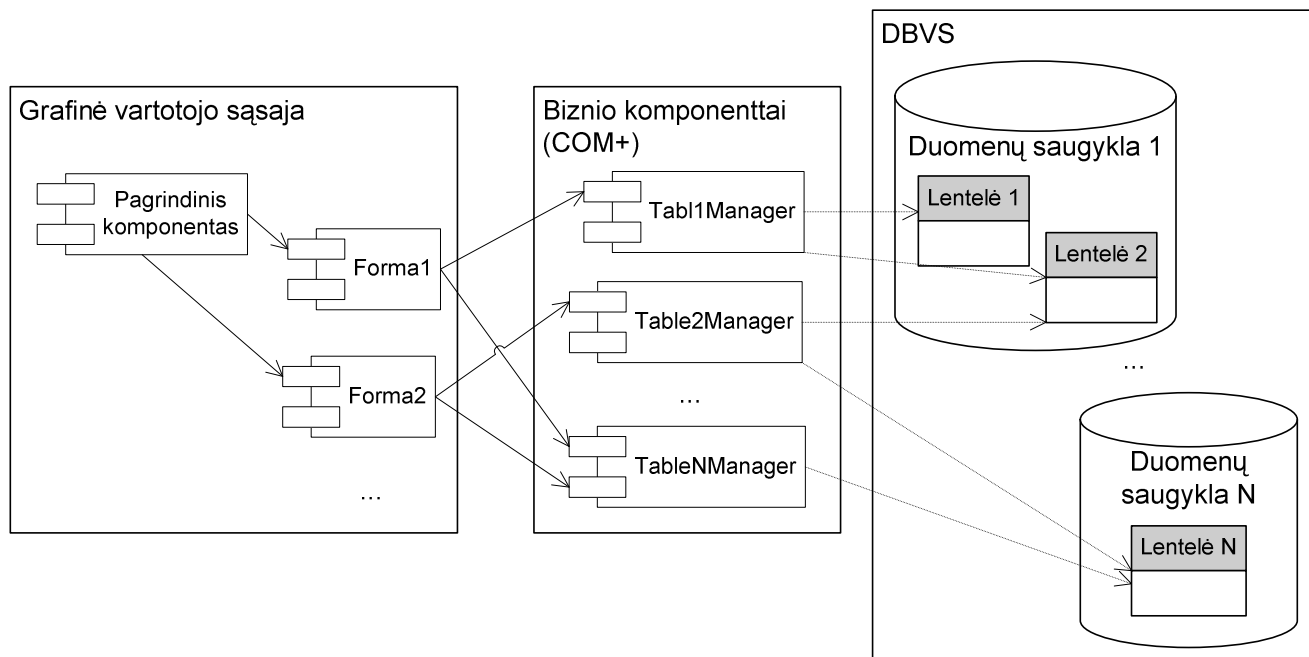 Grafinė vartotojo sąsaja
Pagrindinis
komponentas
Forma1
Forma2
...
Biznio komponenttai
(COM+)
Tabl1Manager
Table2Manager
...
TableNManager
DBVS
Duomenų saugykla 1
Lentelė 1
Lentelė 2
...
Duomenų
saugykla N
Lentelė N